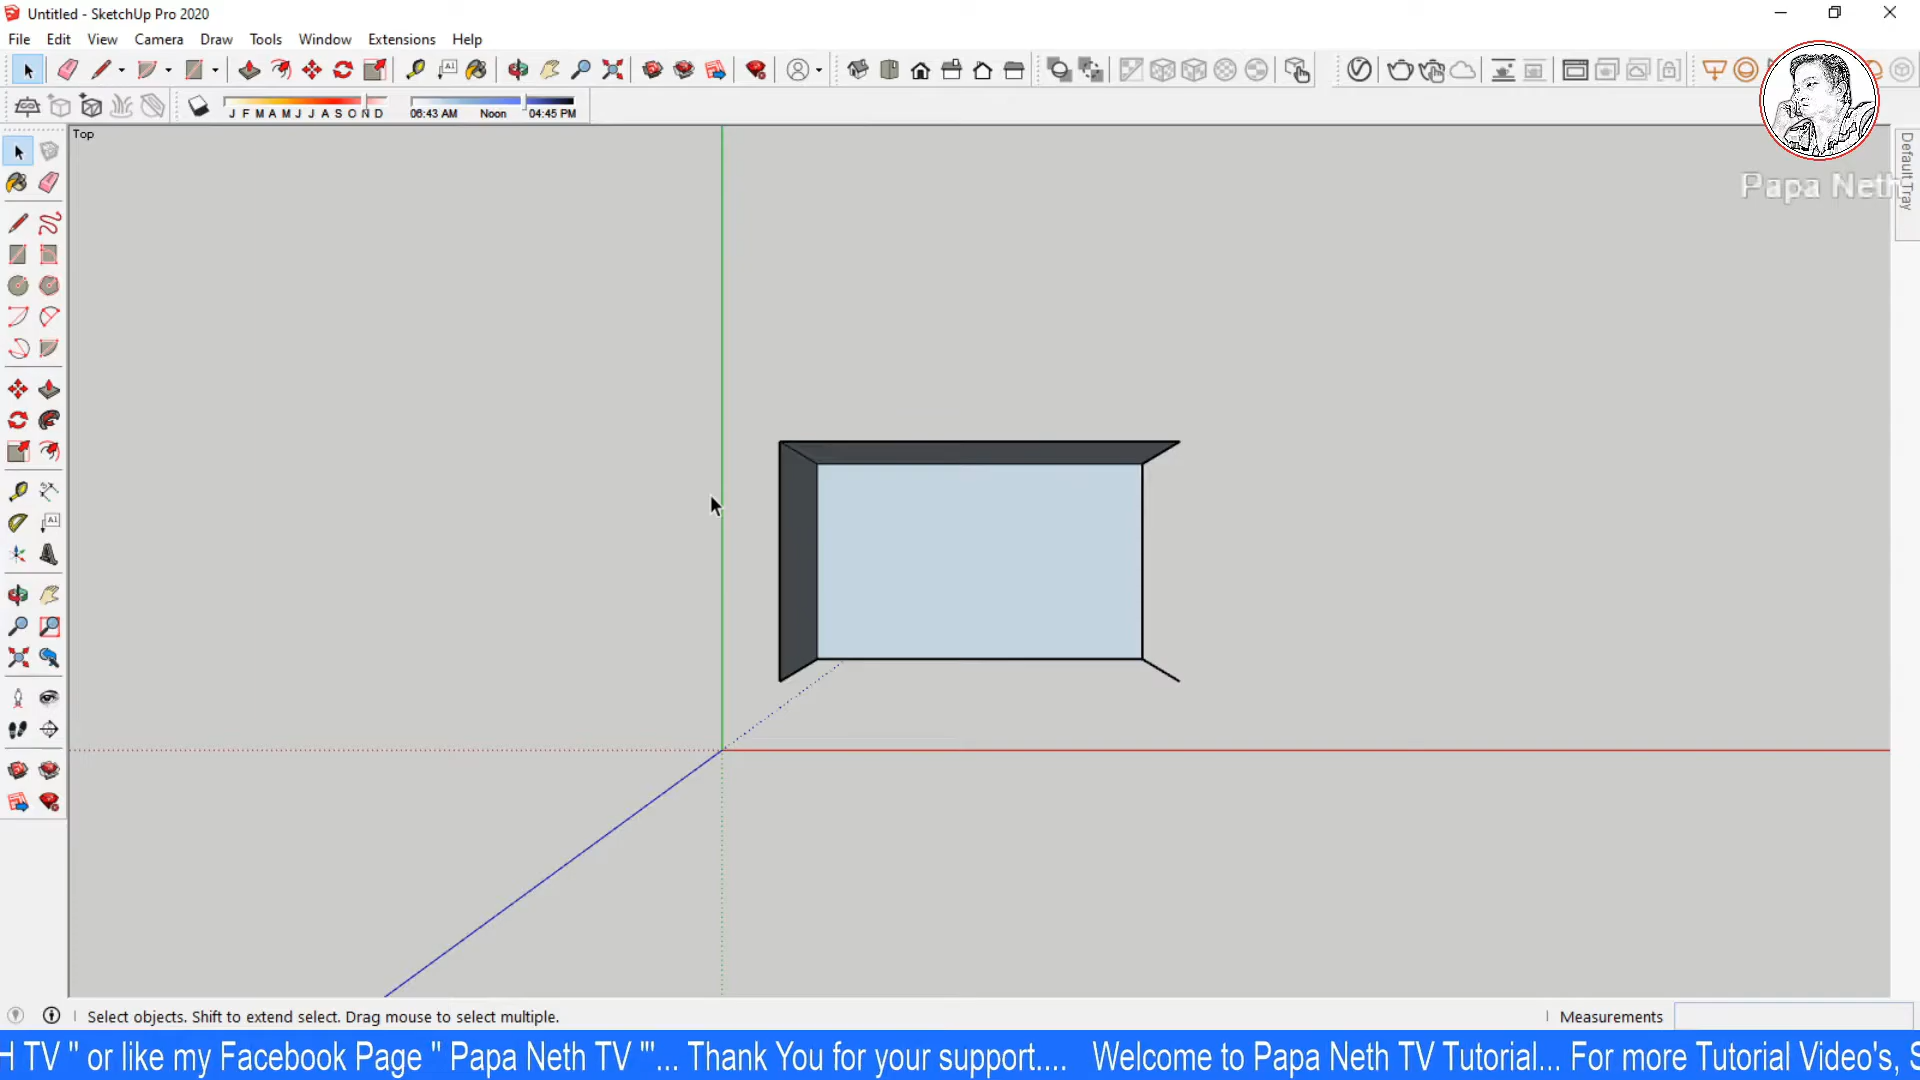 Untitled - SketchUp Pro 2020
File Edit View Camera Draw Tools Window Extensions Help
A1
J F M A M J J A S O N D 06:43 AM Noon 04:45 PM
Top
Default Tray
Papa Neth
A1
Select objects. Shift to extend select. Drag mouse to select multiple.
Measurements
H TV " or like my Facebook Page " Papa Neth TV "'... Thank You for your support.... Welcome to Papa Neth TV Tutorial... For more Tutorial Video's, S